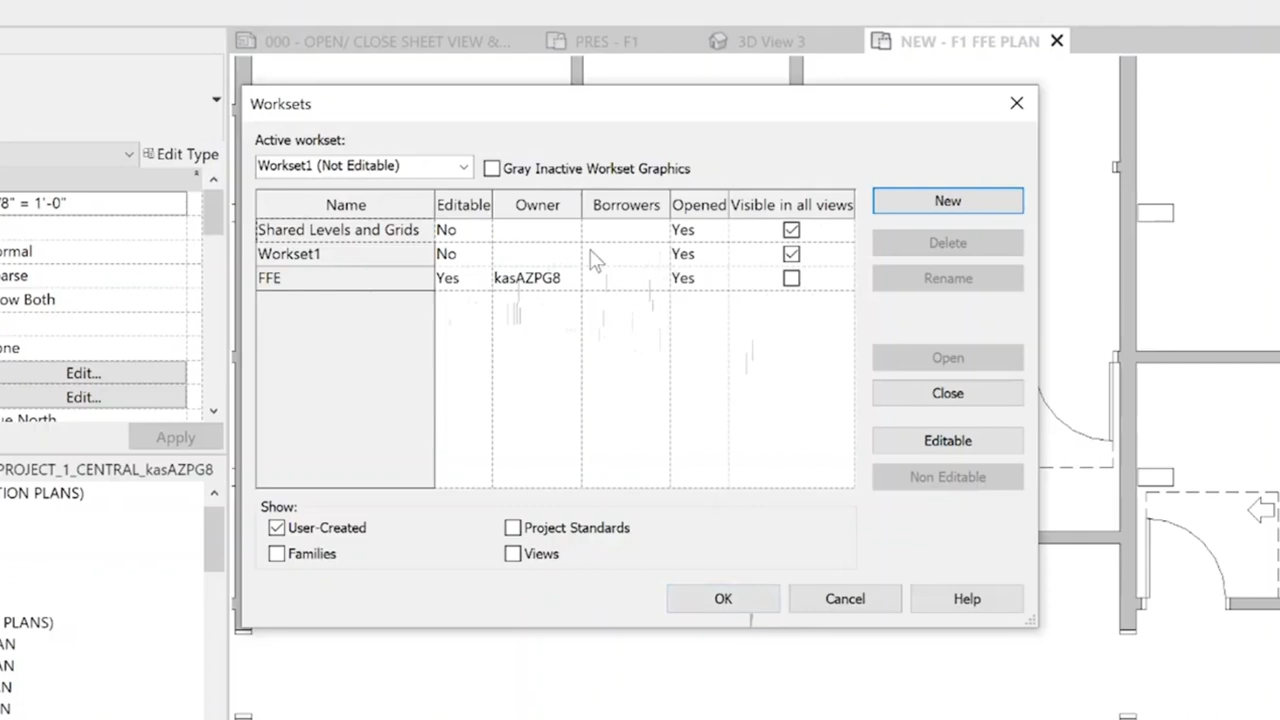 000 - OPEN/ CLOSE SHEET VIEW &... PRES - F1 3D View 3 NEW - F1 FFE PLAN
Worksets
Active workset:
Workset1 (Not Editable) Gray Inactive Workset Graphics
Name Editable Owner Borrowers Opened Visible in all views
Shared Levels and Grids No Yes
Workset1 No Yes
FFE Yes kasAZPG8 Yes
New
Delete
Rename
Open
Close
Editable
Non Editable
Show:
User-Created Project Standards
Families Views
OK Cancel Help
Edit Type
/8" = 1'-0"
ormal
arse
ow Both
one
Edit...
Edit...
ue North
Apply
PROJECT_1_CENTRAL_kasAZPG8
TION PLANS)
PLANS)
AN
AN
N
N